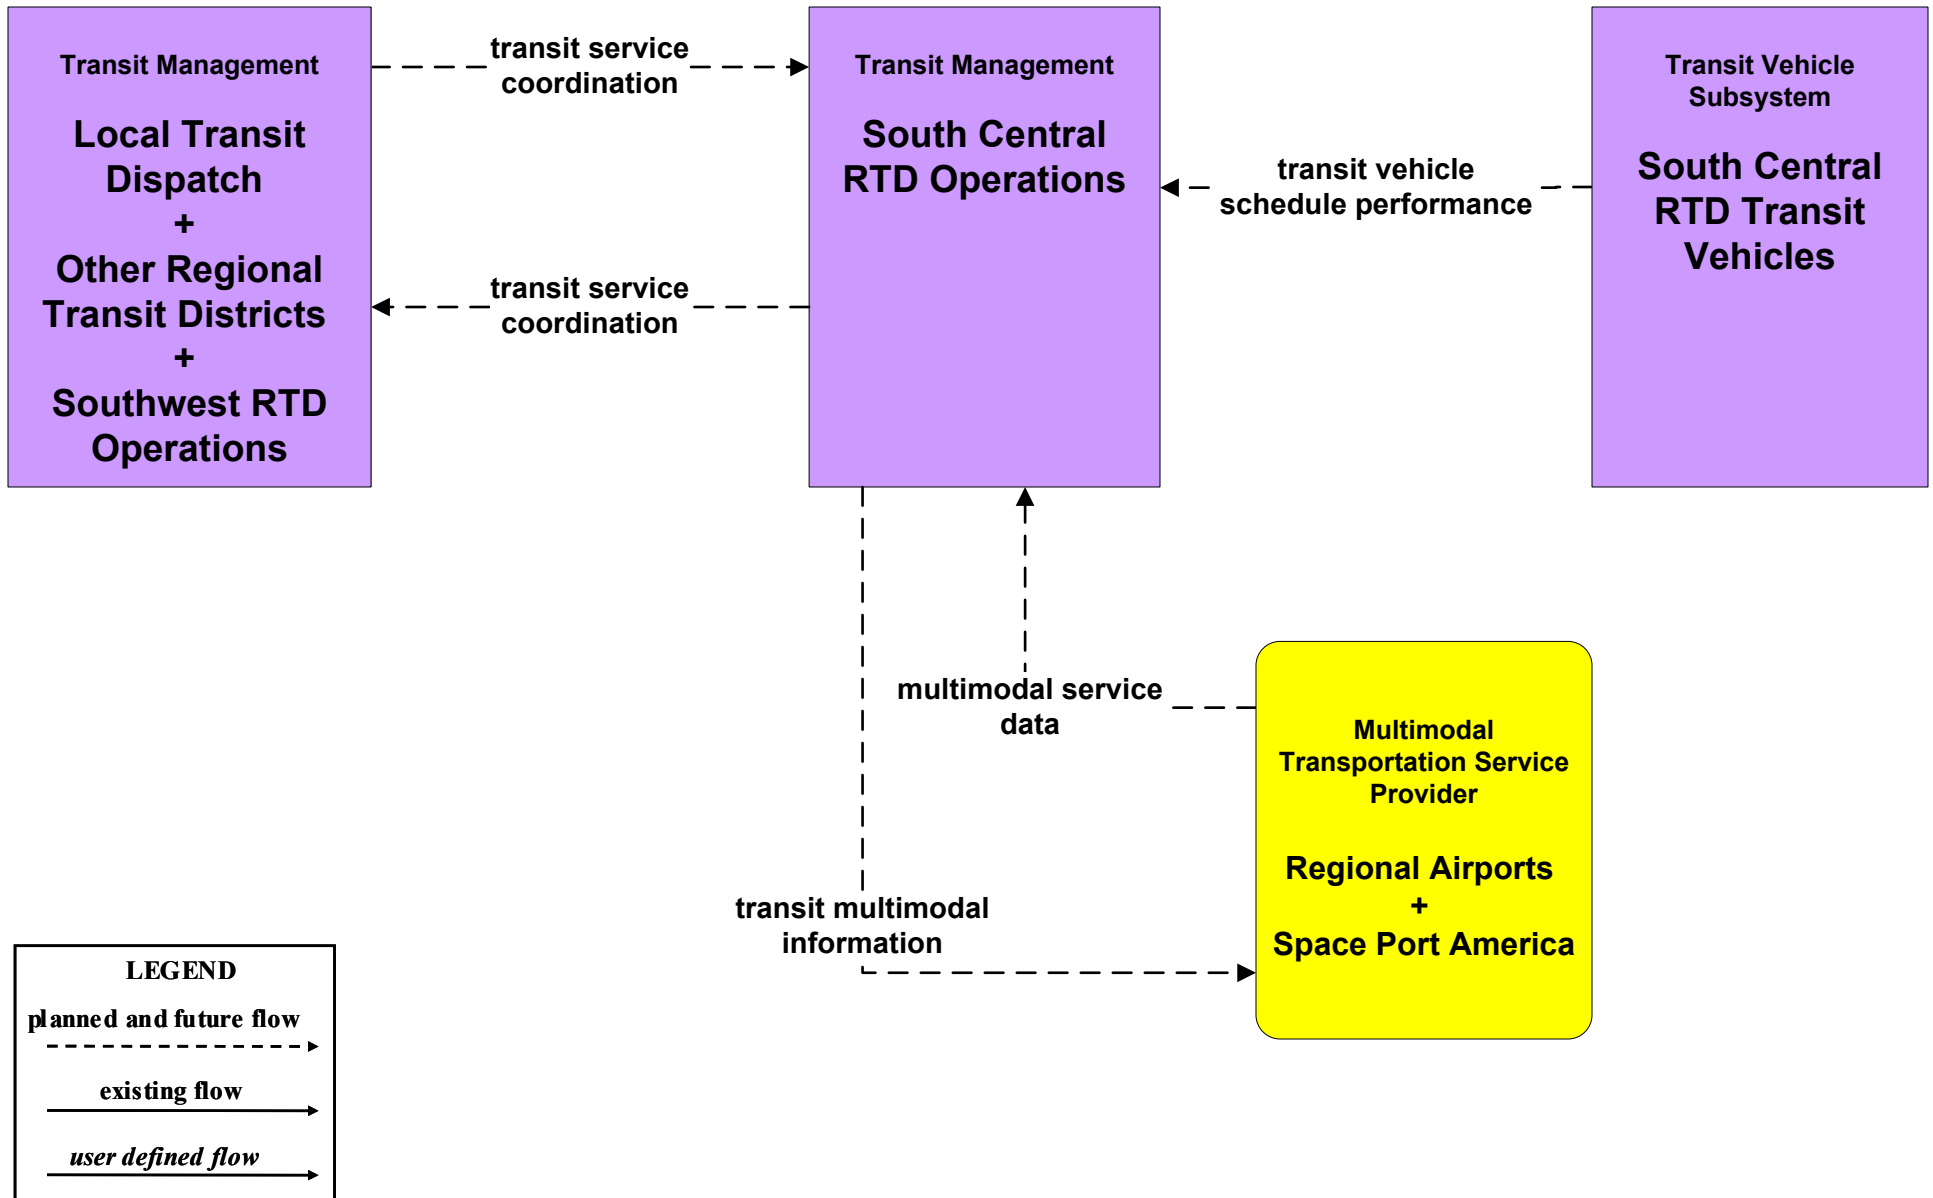 Transit Management
Local Transit
Dispatch
+
Other Regional
Transit Districts
+
Southwest RTD
Operations
transit service
coordination
transit service
coordination
Transit Management
South Central
RTD Operations
transit vehicle
schedule performance
Transit Vehicle
Subsystem
South Central
RTD Transit
Vehicles
multimodal service
data
transit multimodal
information
Multimodal
Transportation Service
Provider
Regional Airports
+
Space Port America
LEGEND
planned and future flow
existing flow
user defined flow